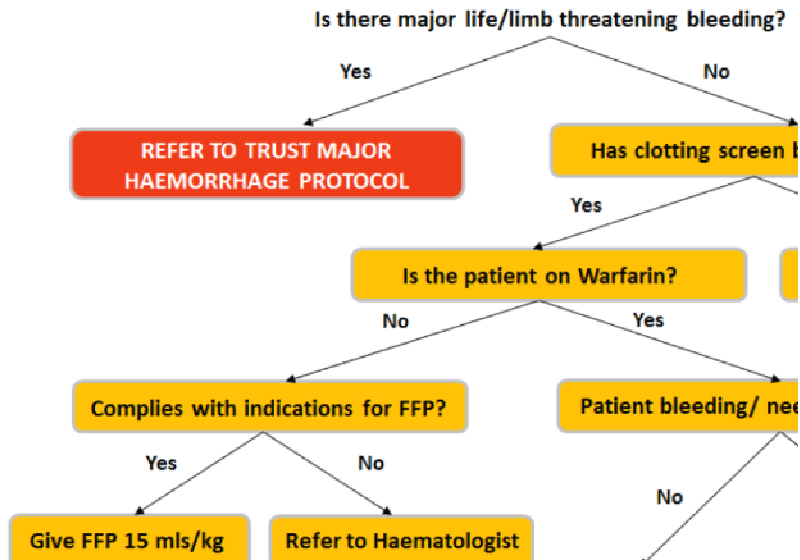 Is there major life/limb threatening bleeding?
Yes
No
REFER TO TRUST MAJOR
HAEMORRHAGE PROTOCOL
Has clotting screen
Yes
Is the patient on Warfarin?
No
Yes
Complies with indications for FFP?
Patient bleeding/
Yes
No
No
Give FFP 15 mls/kg
Refer to Haematologist